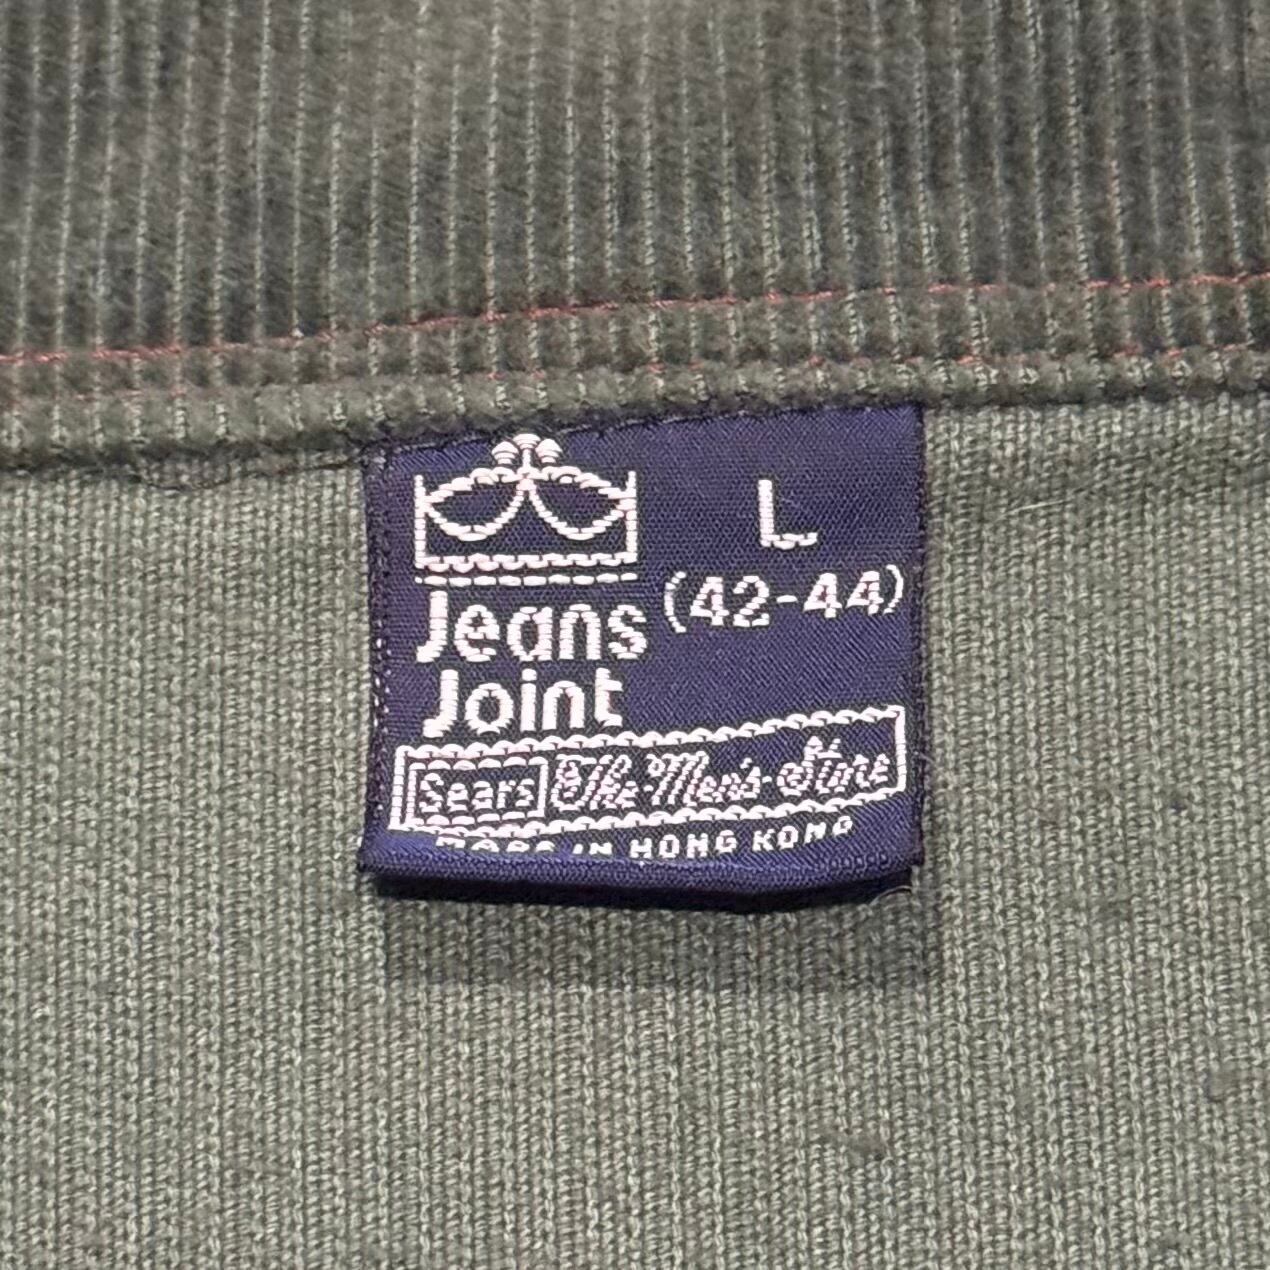 L
(42-44)
Jeans
Joint
Sears The Men's Store
MADE IN HONG KONG